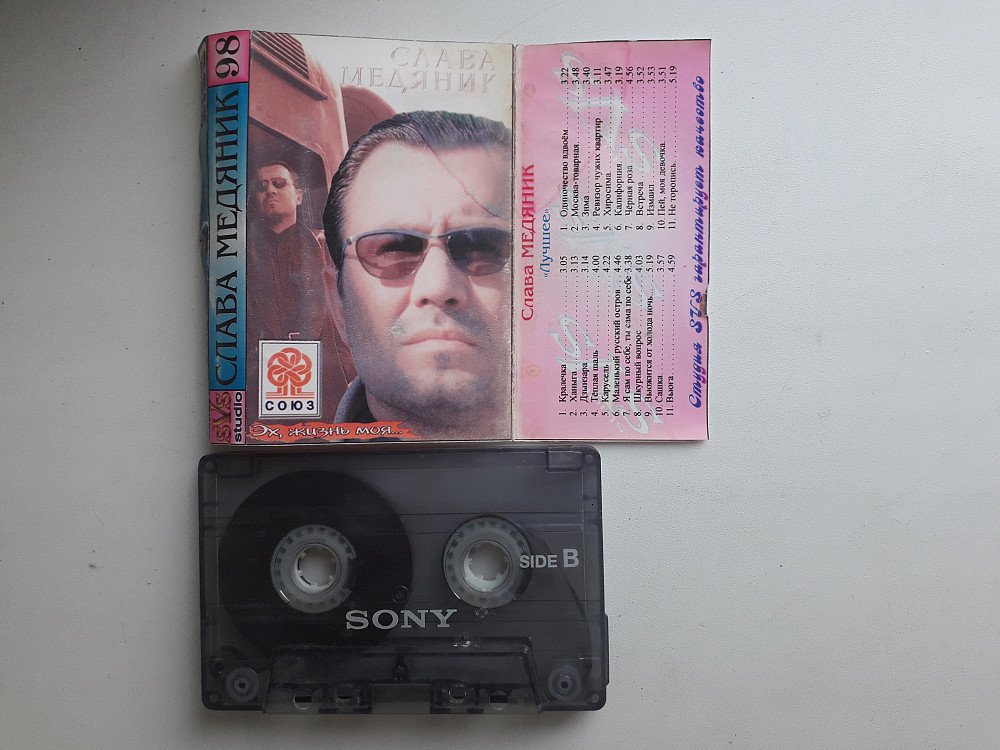 СЛАВА МЕДЯНИК 98
SVS
studio
СЛАВА
МЕДЯНИК
СОЮЗ
Эх, жизнь моя...
Слава МЕДЯНИК
«Лучшее»
1. Кралечка 3.05
2. Ханыга 3.13
3. Дзынзара 3.14
4. Теплая шаль 4.00
5. Карусель 4.22
6. Маленький русский остров 4.46
7. Я сам по себе, ты сама по себе 3.38
8. Шкурный вопрос 4.03
9. Выжится от холода ночь 5.19
10. Сашка 3.57
11. Вьюга 4.59
1. Одиночество вдвоём 3.22
2. Москва-товарная 3.48
3. Зима 3.40
4. Ревизор чужих квартир 3.11
5. Хиросима 3.47
6. Калифорния 3.19
7. Чёрная роза 4.56
8. Встреча 3.52
9. Измаил 3.53
10. Пей, моя девочка 3.51
11. Не торопись 5.19
Студия SVS гарантирует качество
SIDE B
SONY